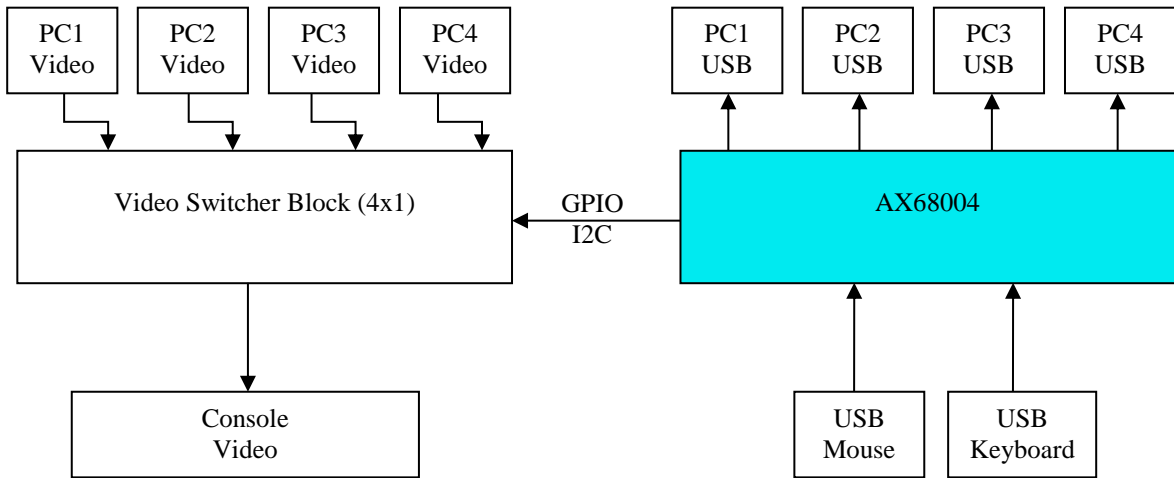 PC1
Video
PC2
Video
PC3
Video
PC4
Video
PC1
USB
PC2
USB
PC3
USB
PC4
USB
Video Switcher Block (4x1)
GPIO
I2C
AX68004
Console
Video
USB
Mouse
USB
Keyboard